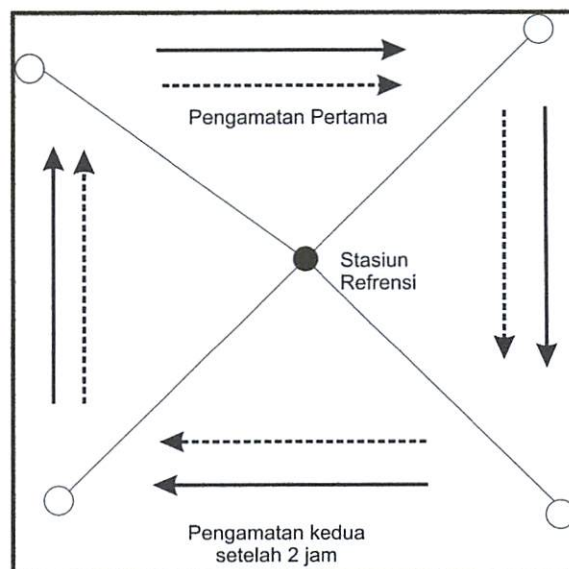 Pengamatan Pertama
Stasiun
Refrensi
Pengamatan kedua
setelah 2 jam